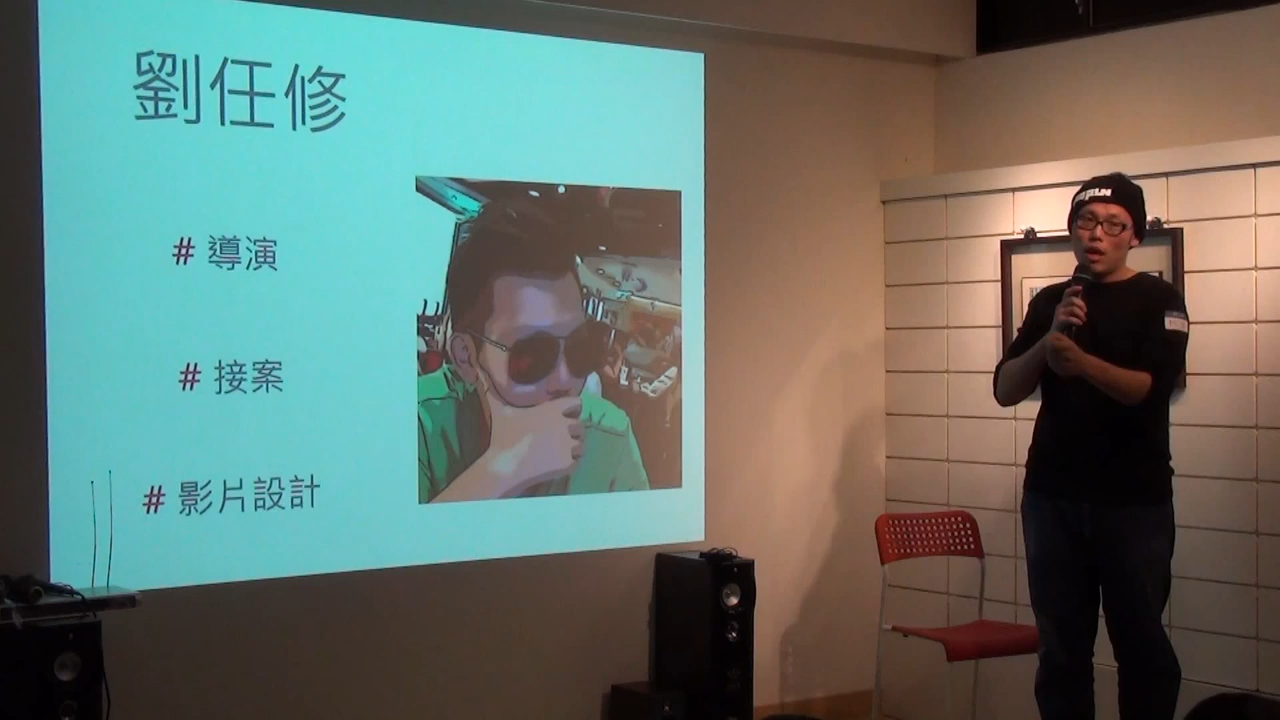 劉任修
# 導演
# 接案
# 影片設計